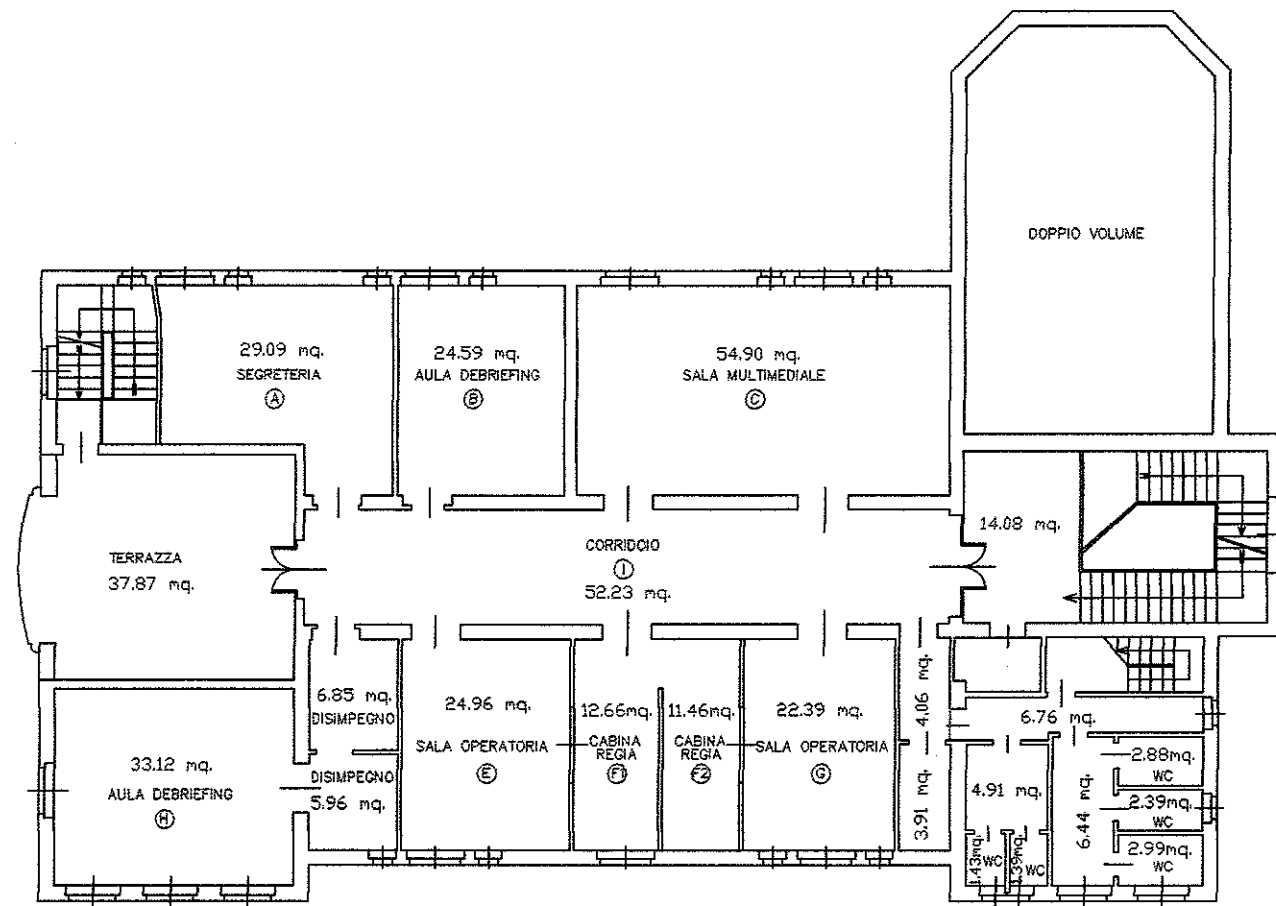 DOPPIO VOLUME
29.09 mq.
SEGRETERIA
A
24.59 mq.
AULA DEBRIEFING
B
54.90 mq.
SALA MULTIMEDIALE
C
14.08 mq.
TERRAZZA
37.87 mq.
CORRIDOIO
I
52.23 mq.
6.85 mq.
DISIMPEGNO
DISIMPEGNO
5.96 mq.
24.96 mq.
SALA OPERATORIA
E
12.66mq.
CABINA
REGIA
F1
11.46mq.
CABINA
REGIA
F2
22.39 mq.
SALA OPERATORIA
G
4.06 mq.
3.91 mq.
6.76 mq.
33.12 mq.
AULA DEBRIEFING
H
4.91 mq.
6.44 mq.
2.88mq.
WC
2.39mq.
WC
2.99mq.
WC
1.43mq.
WC
1.39mq.
WC